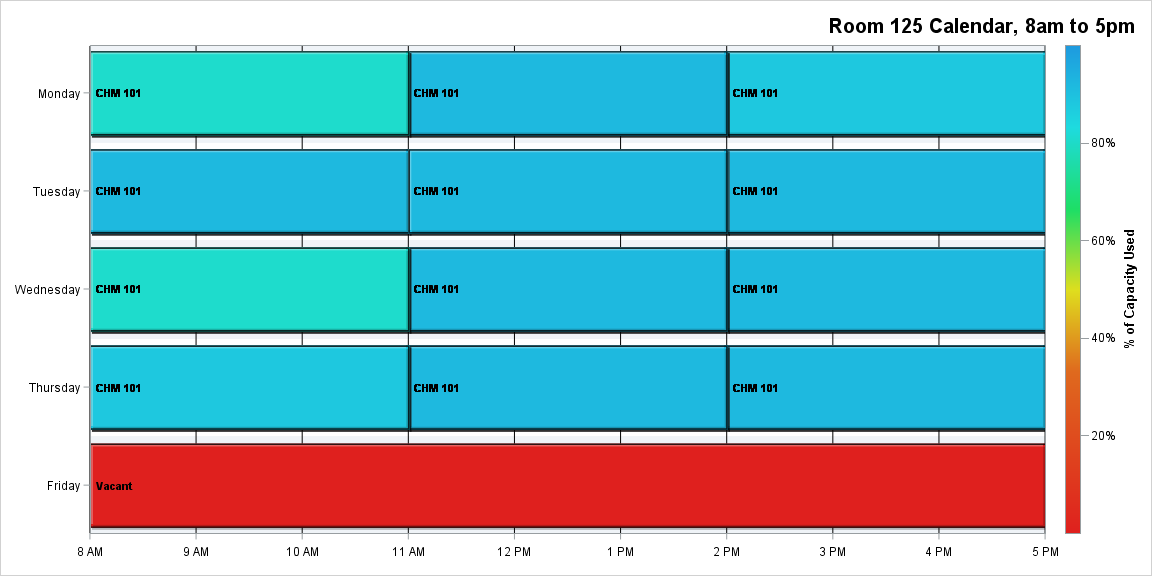 Room 125 Calendar, 8am to 5pm
Monday
CHM 101
CHM 101
CHM 101
Tuesday
CHM 101
CHM 101
CHM 101
Wednesday
CHM 101
CHM 101
CHM 101
Thursday
CHM 101
CHM 101
CHM 101
Friday
Vacant
8 AM
9 AM
10 AM
11 AM
12 PM
1 PM
2 PM
3 PM
4 PM
5 PM
80%
60%
40%
20%
% of Capacity Used